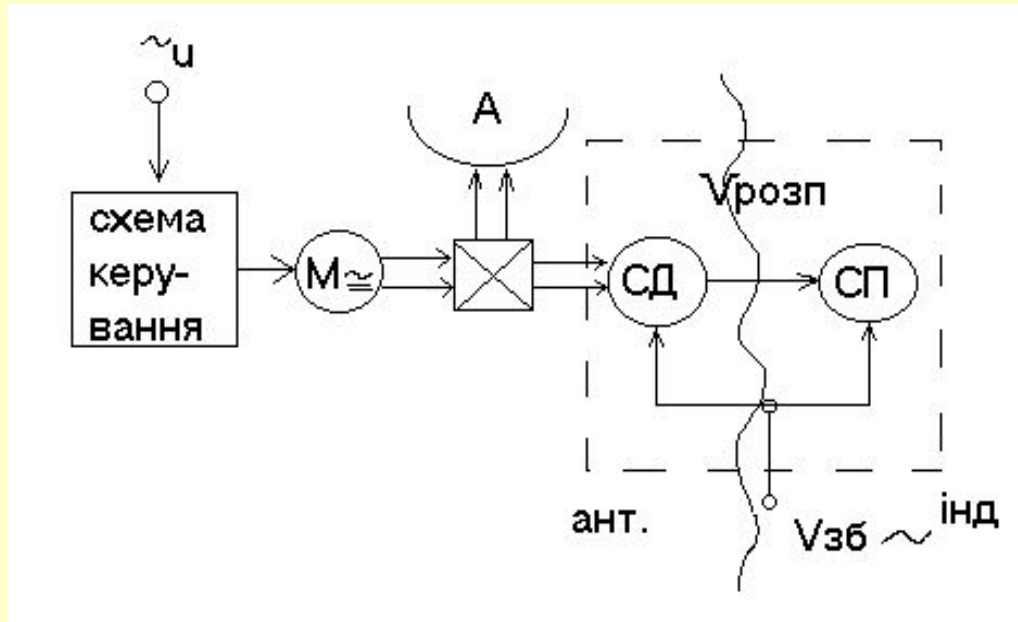 ~u
А
схема
керу-
вання
М≃
Vрозп
СД
СП
ант.
Vзб ~
інд